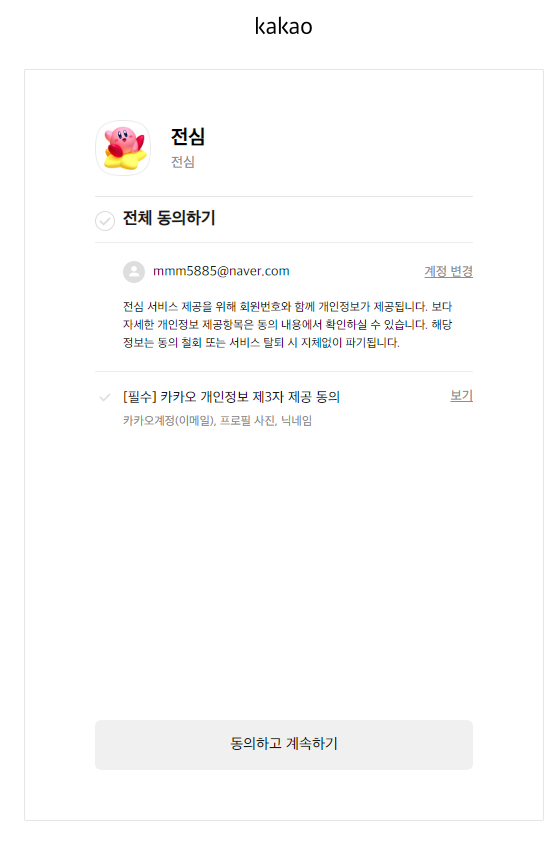 kakao
전심
전심
전체 동의하기
mmm5885@naver.com
계정 변경
전심 서비스 제공을 위해 회원번호와 함께 개인정보가 제공됩니다. 보다
자세한 개인정보 제공항목은 동의 내용에서 확인하실 수 있습니다. 해당
정보는 동의 철회 또는 서비스 탈퇴 시 지체없이 파기됩니다.
[필수] 카카오 개인정보 제3자 제공 동의
보기
카카오계정(이메일), 프로필 사진, 닉네임
동의하고 계속하기